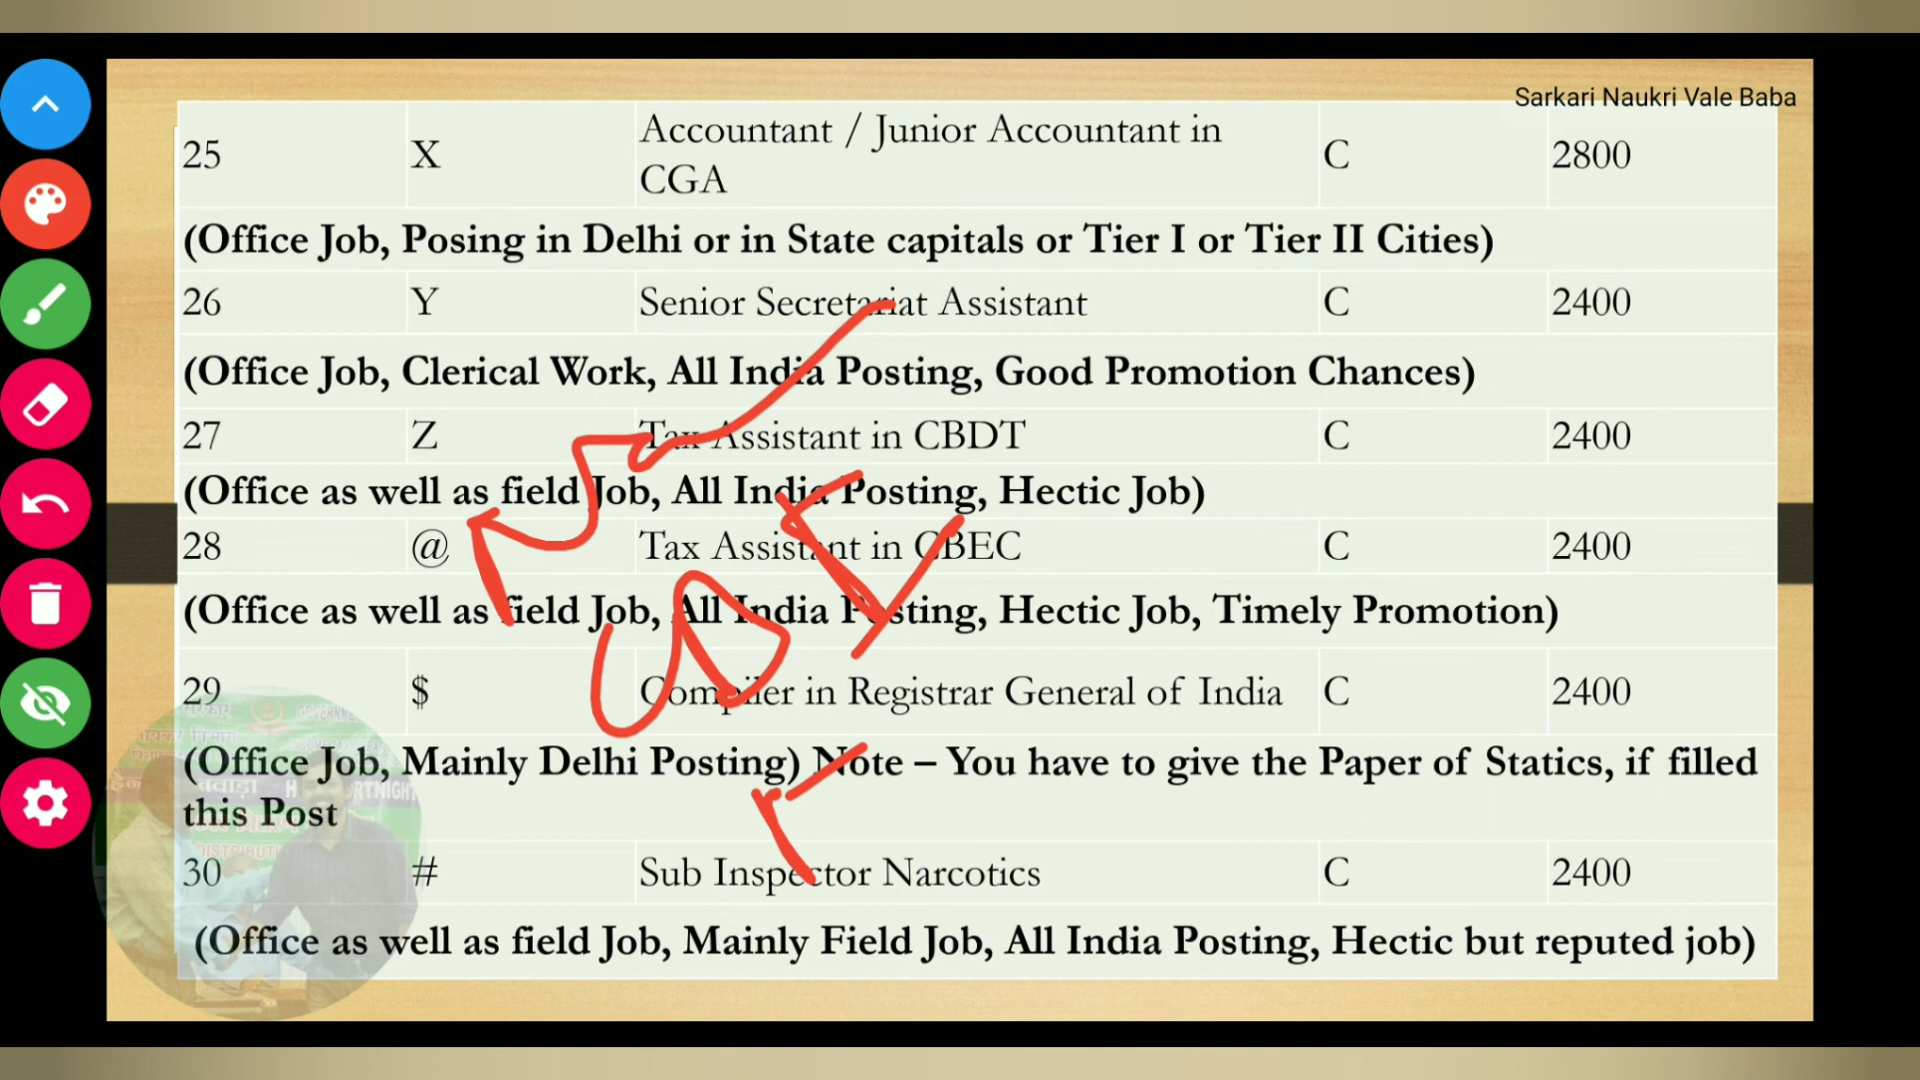 Sarkari Naukri Vale Baba
25 X Accountant / Junior Accountant in CGA C 2800
(Office Job, Posing in Delhi or in State capitals or Tier I or Tier II Cities)
26 Y Senior Secretariat Assistant C 2400
(Office Job, Clerical Work, All India Posting, Good Promotion Chances)
27 Z Tax Assistant in CBDT C 2400
(Office as well as field Job, All India Posting, Hectic Job)
28 @ Tax Assistant in CBEC C 2400
(Office as well as field Job, All India Posting, Hectic Job, Timely Promotion)
29 $ Compiler in Registrar General of India C 2400
(Office Job, Mainly Delhi Posting) Note – You have to give the Paper of Statics, if filled
this Post
30 # Sub Inspector Narcotics C 2400
(Office as well as field Job, Mainly Field Job, All India Posting, Hectic but reputed job)